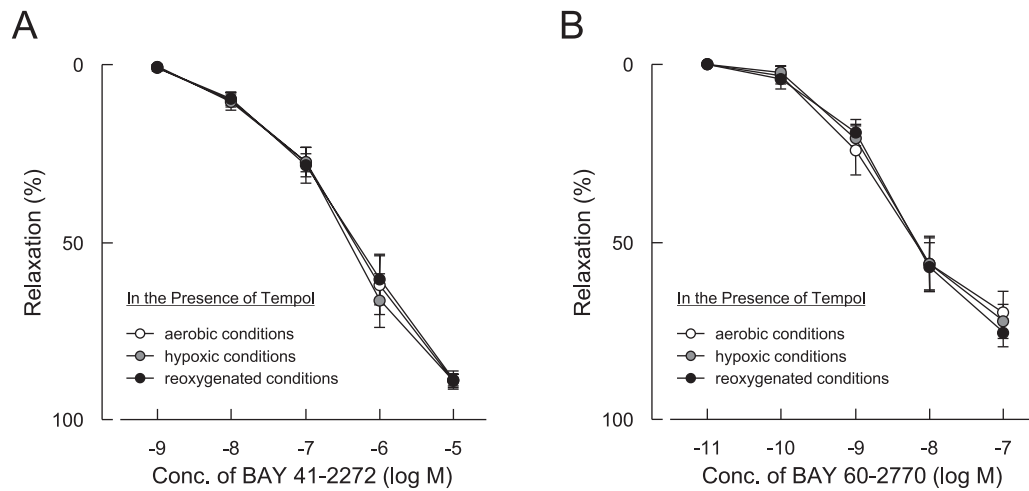 A
0
50
100
Relaxation (%)
In the Presence of Tempol
aerobic conditions
hypoxic conditions
reoxygenated conditions
-9 -8 -7 -6 -5
Conc. of BAY 41-2272 (log M)
B
0
50
100
Relaxation (%)
In the Presence of Tempol
aerobic conditions
hypoxic conditions
reoxygenated conditions
-11 -10 -9 -8 -7
Conc. of BAY 60-2770 (log M)